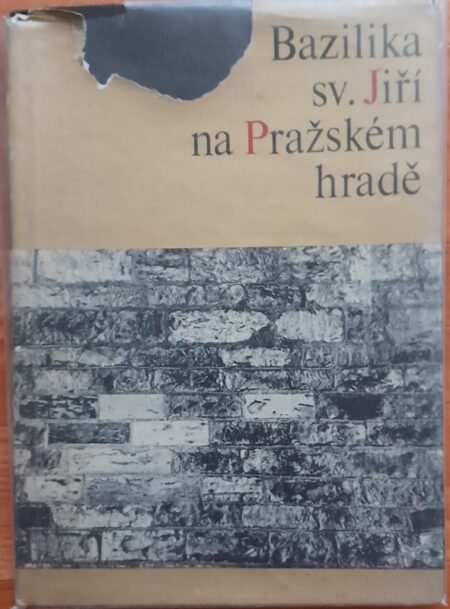 Bazilika
sv. Jiří
na Pražském
hradě